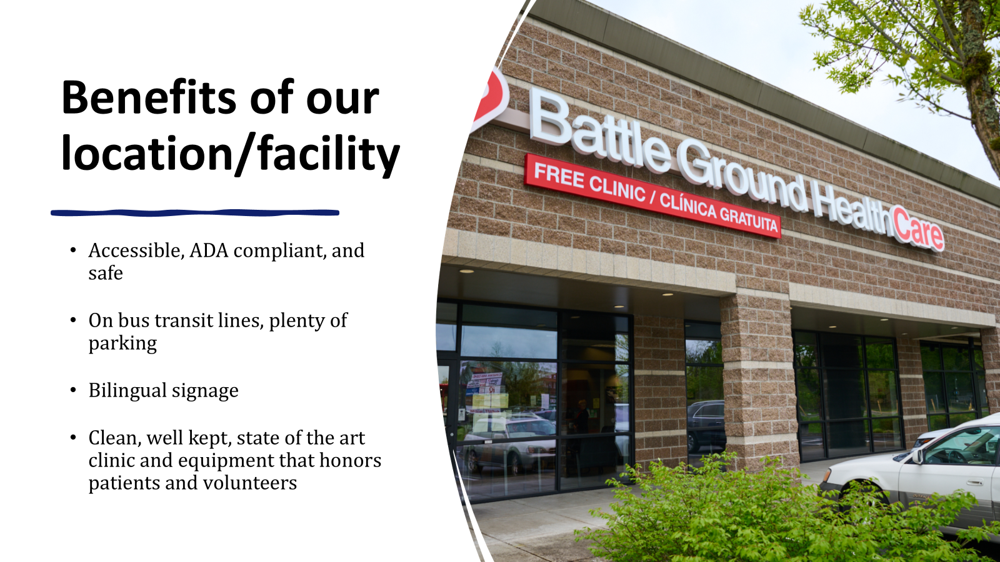 Benefits of our
location/facility
• Accessible, ADA compliant, and
safe
• On bus transit lines, plenty of
parking
• Bilingual signage
• Clean, well kept, state of the art
clinic and equipment that honors
patients and volunteers
Battle Ground HealthCare
FREE CLINIC / CLÍNICA GRATUITA